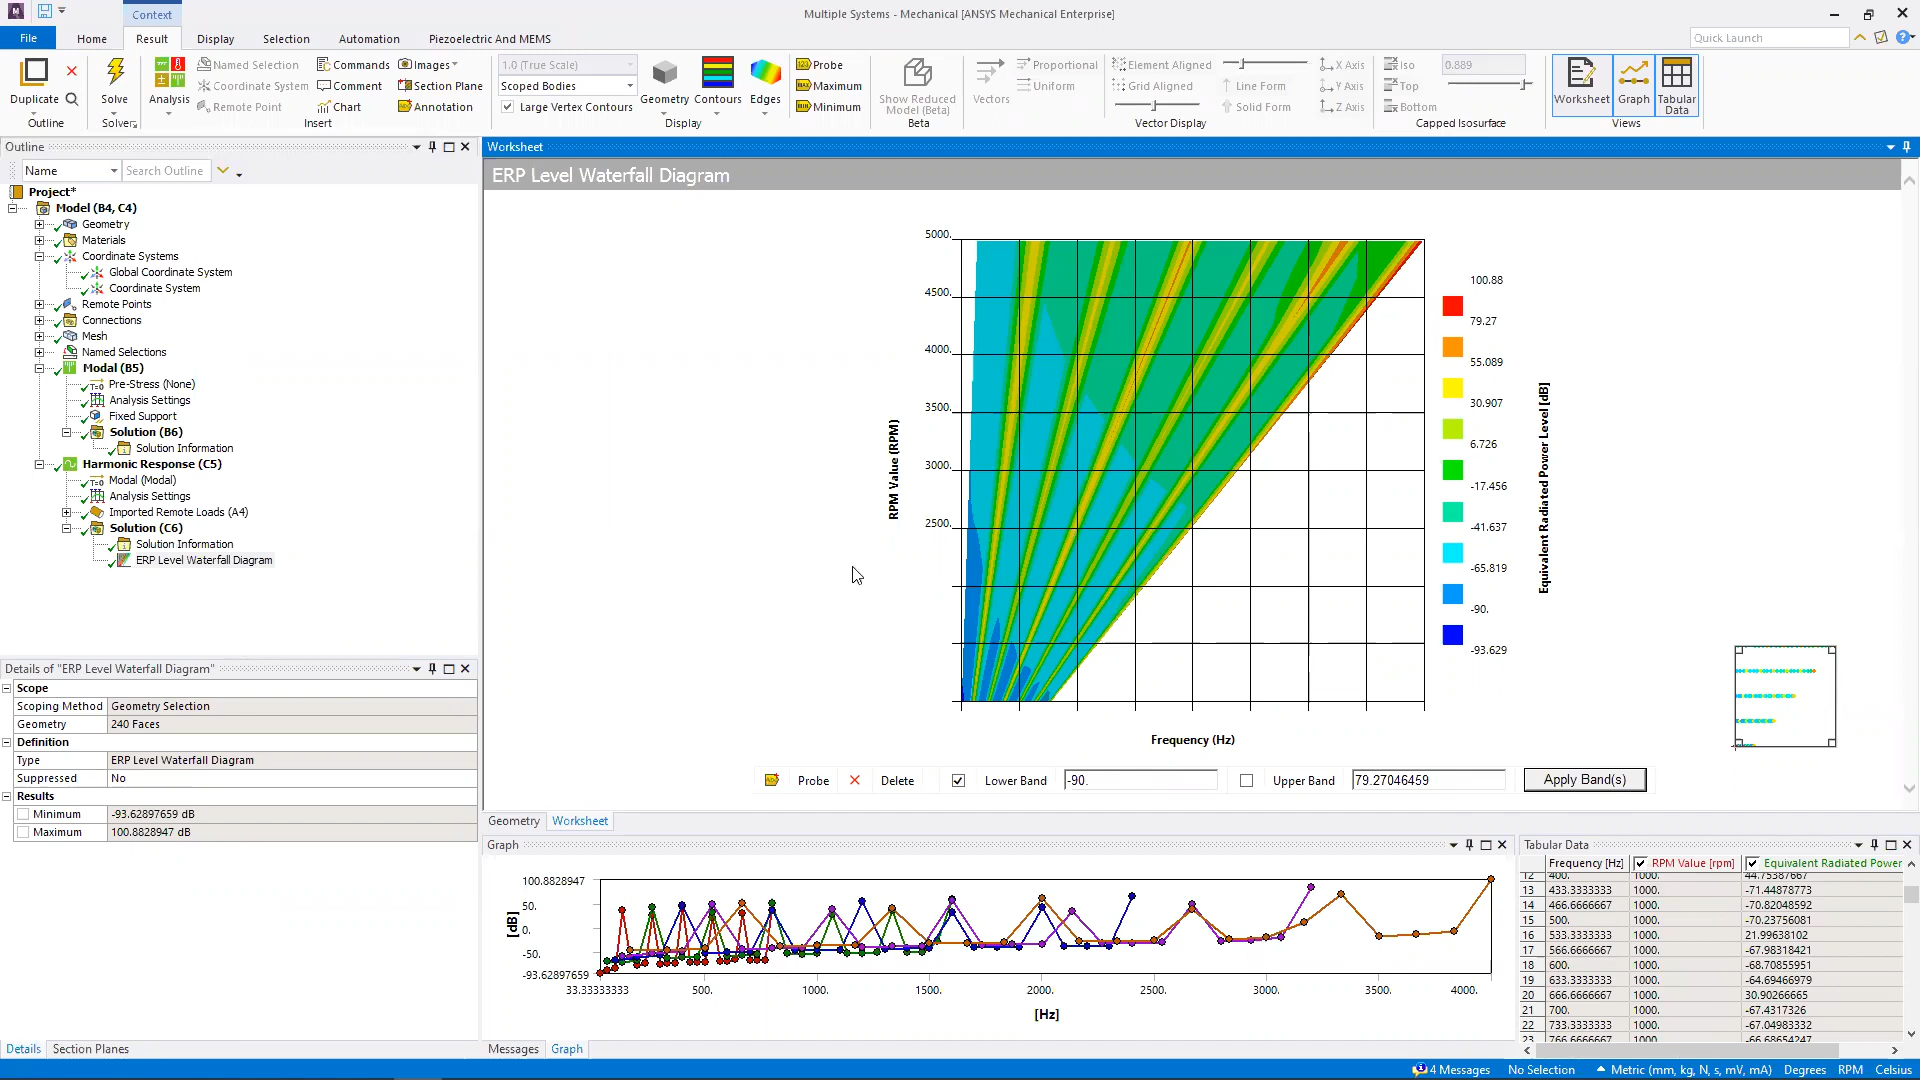 Context
Multiple Systems - Mechanical [ANSYS Mechanical Enterprise]
File Home Result Display Selection Automation Piezoelectric And MEMS
Quick Launch
Duplicate
Outline
Solve
Solver
Analysis
Named Selection
Coordinate System
Remote Point
Commands
Comment
Chart
Images
Section Plane
Annotation
Insert
1.0 (True Scale)
Scoped Bodies
Large Vertex Contours
Geometry
Contours
Edges
Display
Probe
Maximum
Minimum
Show Reduced Model (Beta)
Beta
Vectors
Proportional
Uniform
Element Aligned
Grid Aligned
Line Form
Solid Form
X Axis
Y Axis
Z Axis
Vector Display
Iso
Top
Bottom
0.889
Capped Isosurface
Worksheet
Graph
Tabular Data
Views
Outline
Name
Search Outline
Project*
Model (B4, C4)
Geometry
Materials
Coordinate Systems
Global Coordinate System
Coordinate System
Remote Points
Connections
Mesh
Named Selections
Modal (B5)
Pre-Stress (None)
Analysis Settings
Fixed Support
Solution (B6)
Solution Information
Harmonic Response (C5)
Modal (Modal)
Analysis Settings
Imported Remote Loads (A4)
Solution (C6)
Solution Information
ERP Level Waterfall Diagram
Details of "ERP Level Waterfall Diagram"
Scope
Scoping Method Geometry Selection
Geometry 240 Faces
Definition
Type ERP Level Waterfall Diagram
Suppressed No
Results
Minimum -93.62897659 dB
Maximum 100.8828947 dB
Details Section Planes
Worksheet
ERP Level Waterfall Diagram
5000.
4500.
4000.
3500.
3000.
2500.
RPM Value (RPM)
Frequency (Hz)
100.88
79.27
55.089
30.907
6.726
-17.456
-41.637
-65.819
-90.
-93.629
Equivalent Radiated Power Level [dB]
Probe Delete Lower Band -90. Upper Band 79.27046459 Apply Band(s)
Geometry Worksheet
Graph
100.8828947
50.
0.
-50.
-93.62897659
[dB]
33.33333333 500. 1000. 1500. 2000. 2500. 3000. 3500. 4000.
[Hz]
Messages Graph
Tabular Data
Frequency [Hz] RPM Value [rpm] Equivalent Radiated Power
12 400. 1000. 44.75387667
13 433.3333333 1000. -71.44878773
14 466.6666667 1000. -70.82048592
15 500. 1000. -70.23756081
16 533.3333333 1000. 21.99638102
17 566.6666667 1000. -67.98318421
18 600. 1000. -68.70855951
19 633.3333333 1000. -64.69466979
20 666.6666667 1000. 30.90266665
21 700. 1000. -67.4317326
22 733.3333333 1000. -67.04983332
23 766.6666667 1000. -66.68654247
4 Messages No Selection Metric (mm, kg, N, s, mV, mA) Degrees RPM Celsius